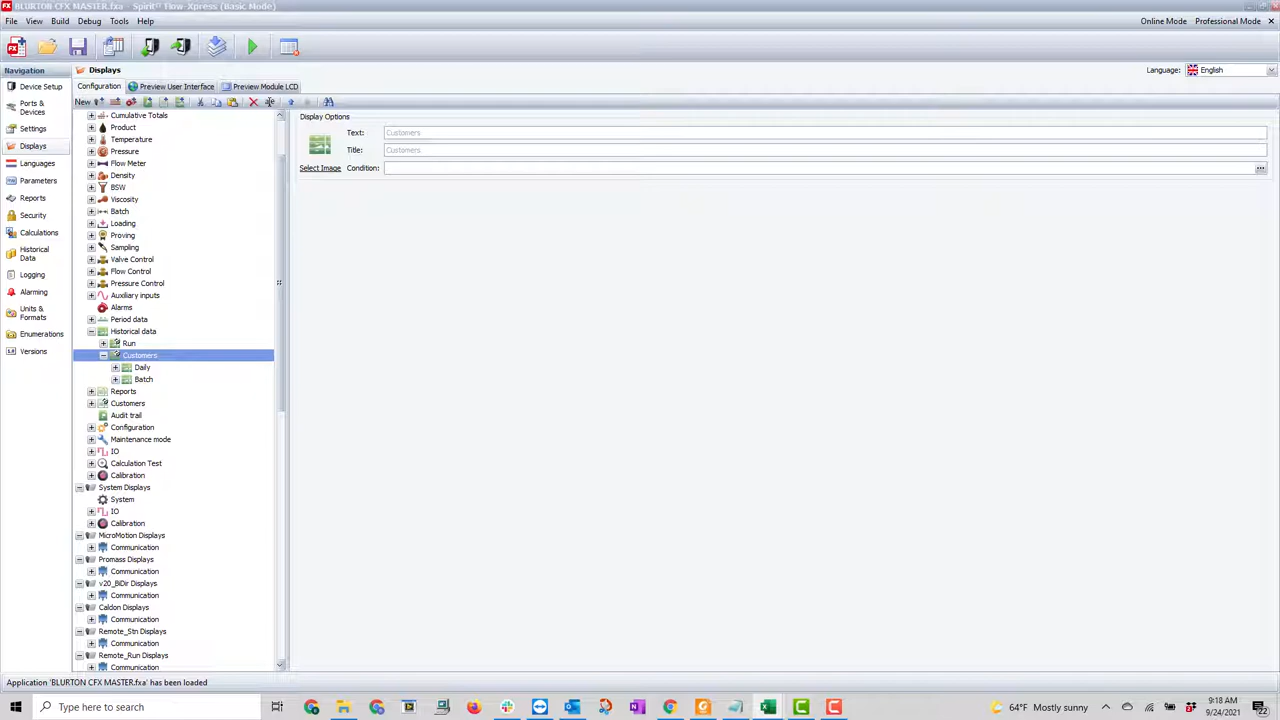 BLURTON CFX MASTER.fxa - Spirit IT Flow-Xpress (Basic Mode)
File View Build Debug Tools Help
Online Mode Professional Mode
Navigation
Displays
Language: English
Device Setup
Ports & Devices
Settings
Displays
Languages
Parameters
Reports
Security
Calculations
Historical Data
Logging
Alarming
Units & Formats
Enumerations
Versions
Configuration Preview User Interface Preview Module LCD
New
Cumulative Totals
Product
Temperature
Pressure
Flow Meter
Density
BSW
Viscosity
Batch
Loading
Proving
Sampling
Valve Control
Flow Control
Pressure Control
Auxiliary inputs
Alarms
Period data
Historical data
Run
Customers
Daily
Batch
Reports
Customers
Audit trail
Configuration
Maintenance mode
IO
Calculation Test
Calibration
System Displays
System
IO
Calibration
MicroMotion Displays
Communication
Promass Displays
Communication
v20_BiDir Displays
Communication
Caldon Displays
Communication
Remote_Stn Displays
Communication
Remote_Run Displays
Communication
Display Options
Text: Customers
Title: Customers
Select Image Condition:
Application 'BLURTON CFX MASTER.fxa' has been loaded
Type here to search
64°F Mostly sunny
9:18 AM
9/24/2021
22